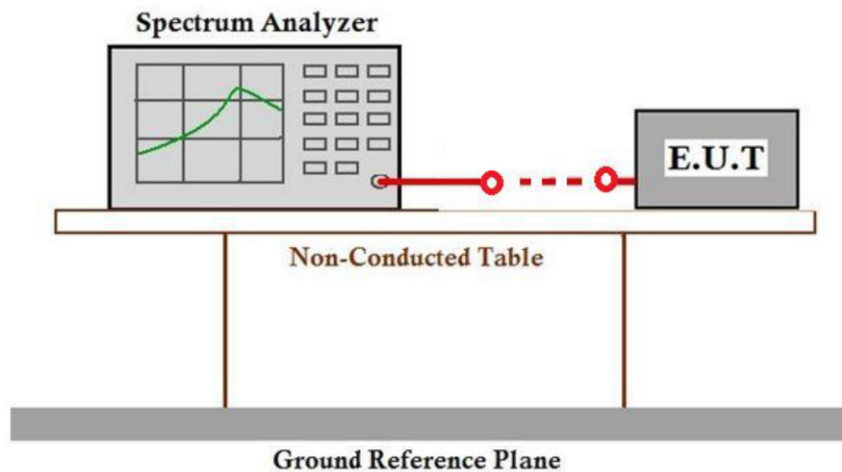 Spectrum Analyzer
E.U.T
Non-Conducted Table
Ground Reference Plane